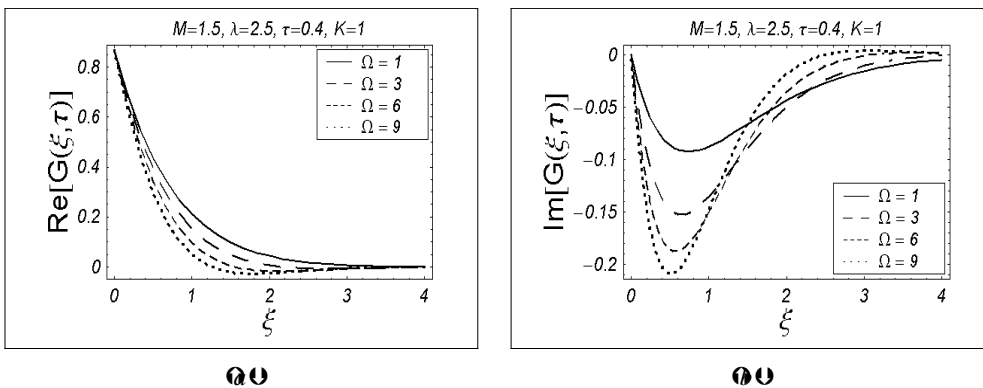 M=1.5, λ=2.5, τ=0.4, K=1
Re[G(ξ,τ)]
0.8
0.6
0.4
0.2
0
Ω = 1
Ω = 3
Ω = 6
Ω = 9
0 1 2 3 4
ξ
M=1.5, λ=2.5, τ=0.4, K=1
Im[G(ξ,τ)]
0
−0.05
−0.1
−0.15
−0.2
Ω = 1
Ω = 3
Ω = 6
Ω = 9
0 1 2 3 4
ξ